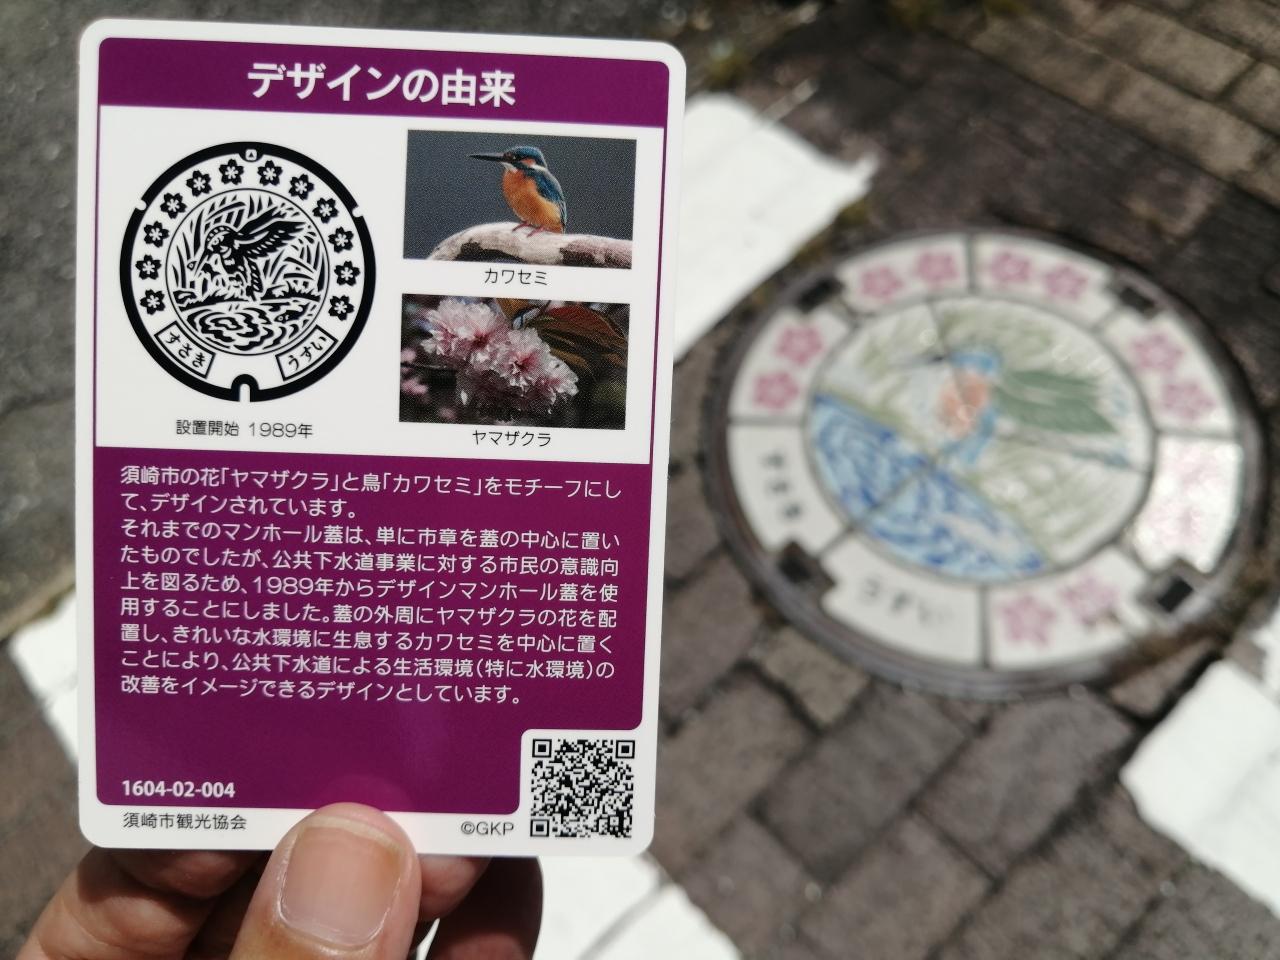 デザインの由来
カワセミ
すさき
うすい
設置開始 1989年
ヤマザクラ
須崎市の花「ヤマザクラ」と鳥「カワセミ」をモチーフにし
て、デザインされています。
それまでのマンホール蓋は、単に市章を蓋の中心に置い
たものでしたが、公共下水道事業に対する市民の意識向
上を図るため、1989年からデザインマンホール蓋を使
用することにしました。蓋の外周にヤマザクラの花を配
置し、きれいな水環境に生息するカワセミを中心に置く
ことにより、公共下水道による生活環境(特に水環境)の
改善をイメージできるデザインとしています。
1604-02-004
須崎市観光協会
©GKP
すさき
うすい